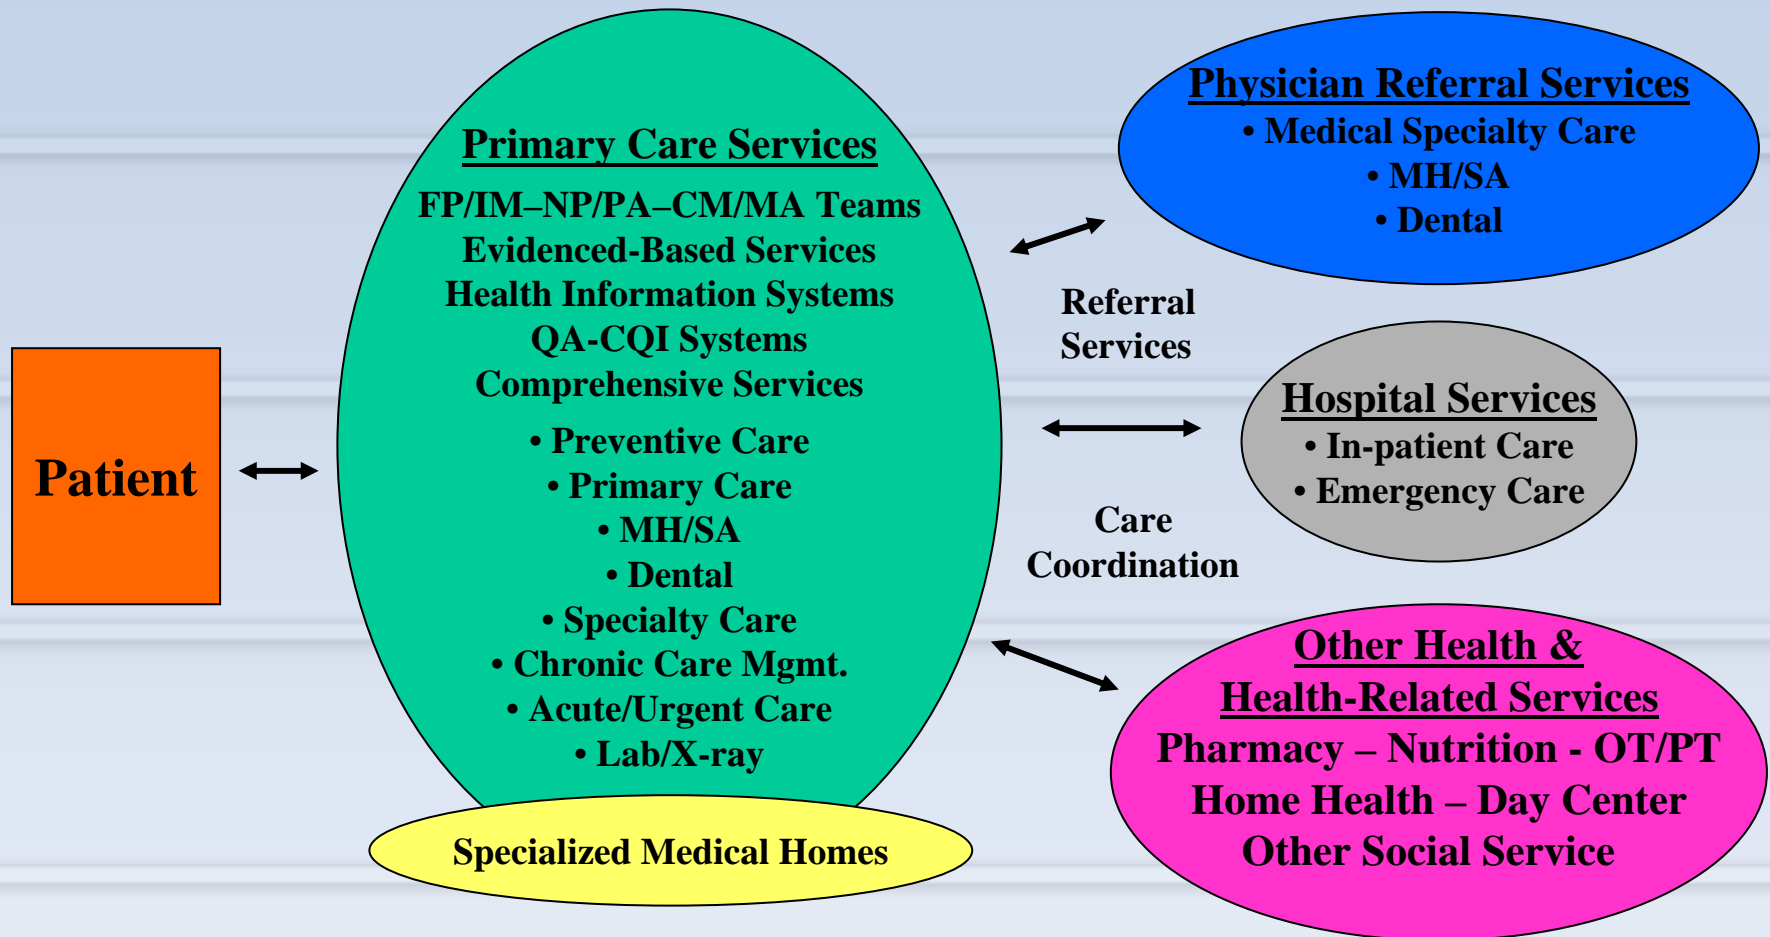 Patient
Primary Care Services
FP/IM–NP/PA–CM/MA Teams
Evidenced-Based Services
Health Information Systems
QA-CQI Systems
Comprehensive Services
• Preventive Care
• Primary Care
• MH/SA
• Dental
• Specialty Care
• Chronic Care Mgmt.
• Acute/Urgent Care
• Lab/X-ray
Specialized Medical Homes
Referral
Services
Care
Coordination
Physician Referral Services
• Medical Specialty Care
• MH/SA
• Dental
Hospital Services
• In-patient Care
• Emergency Care
Other Health &
Health-Related Services
Pharmacy – Nutrition - OT/PT
Home Health – Day Center
Other Social Service